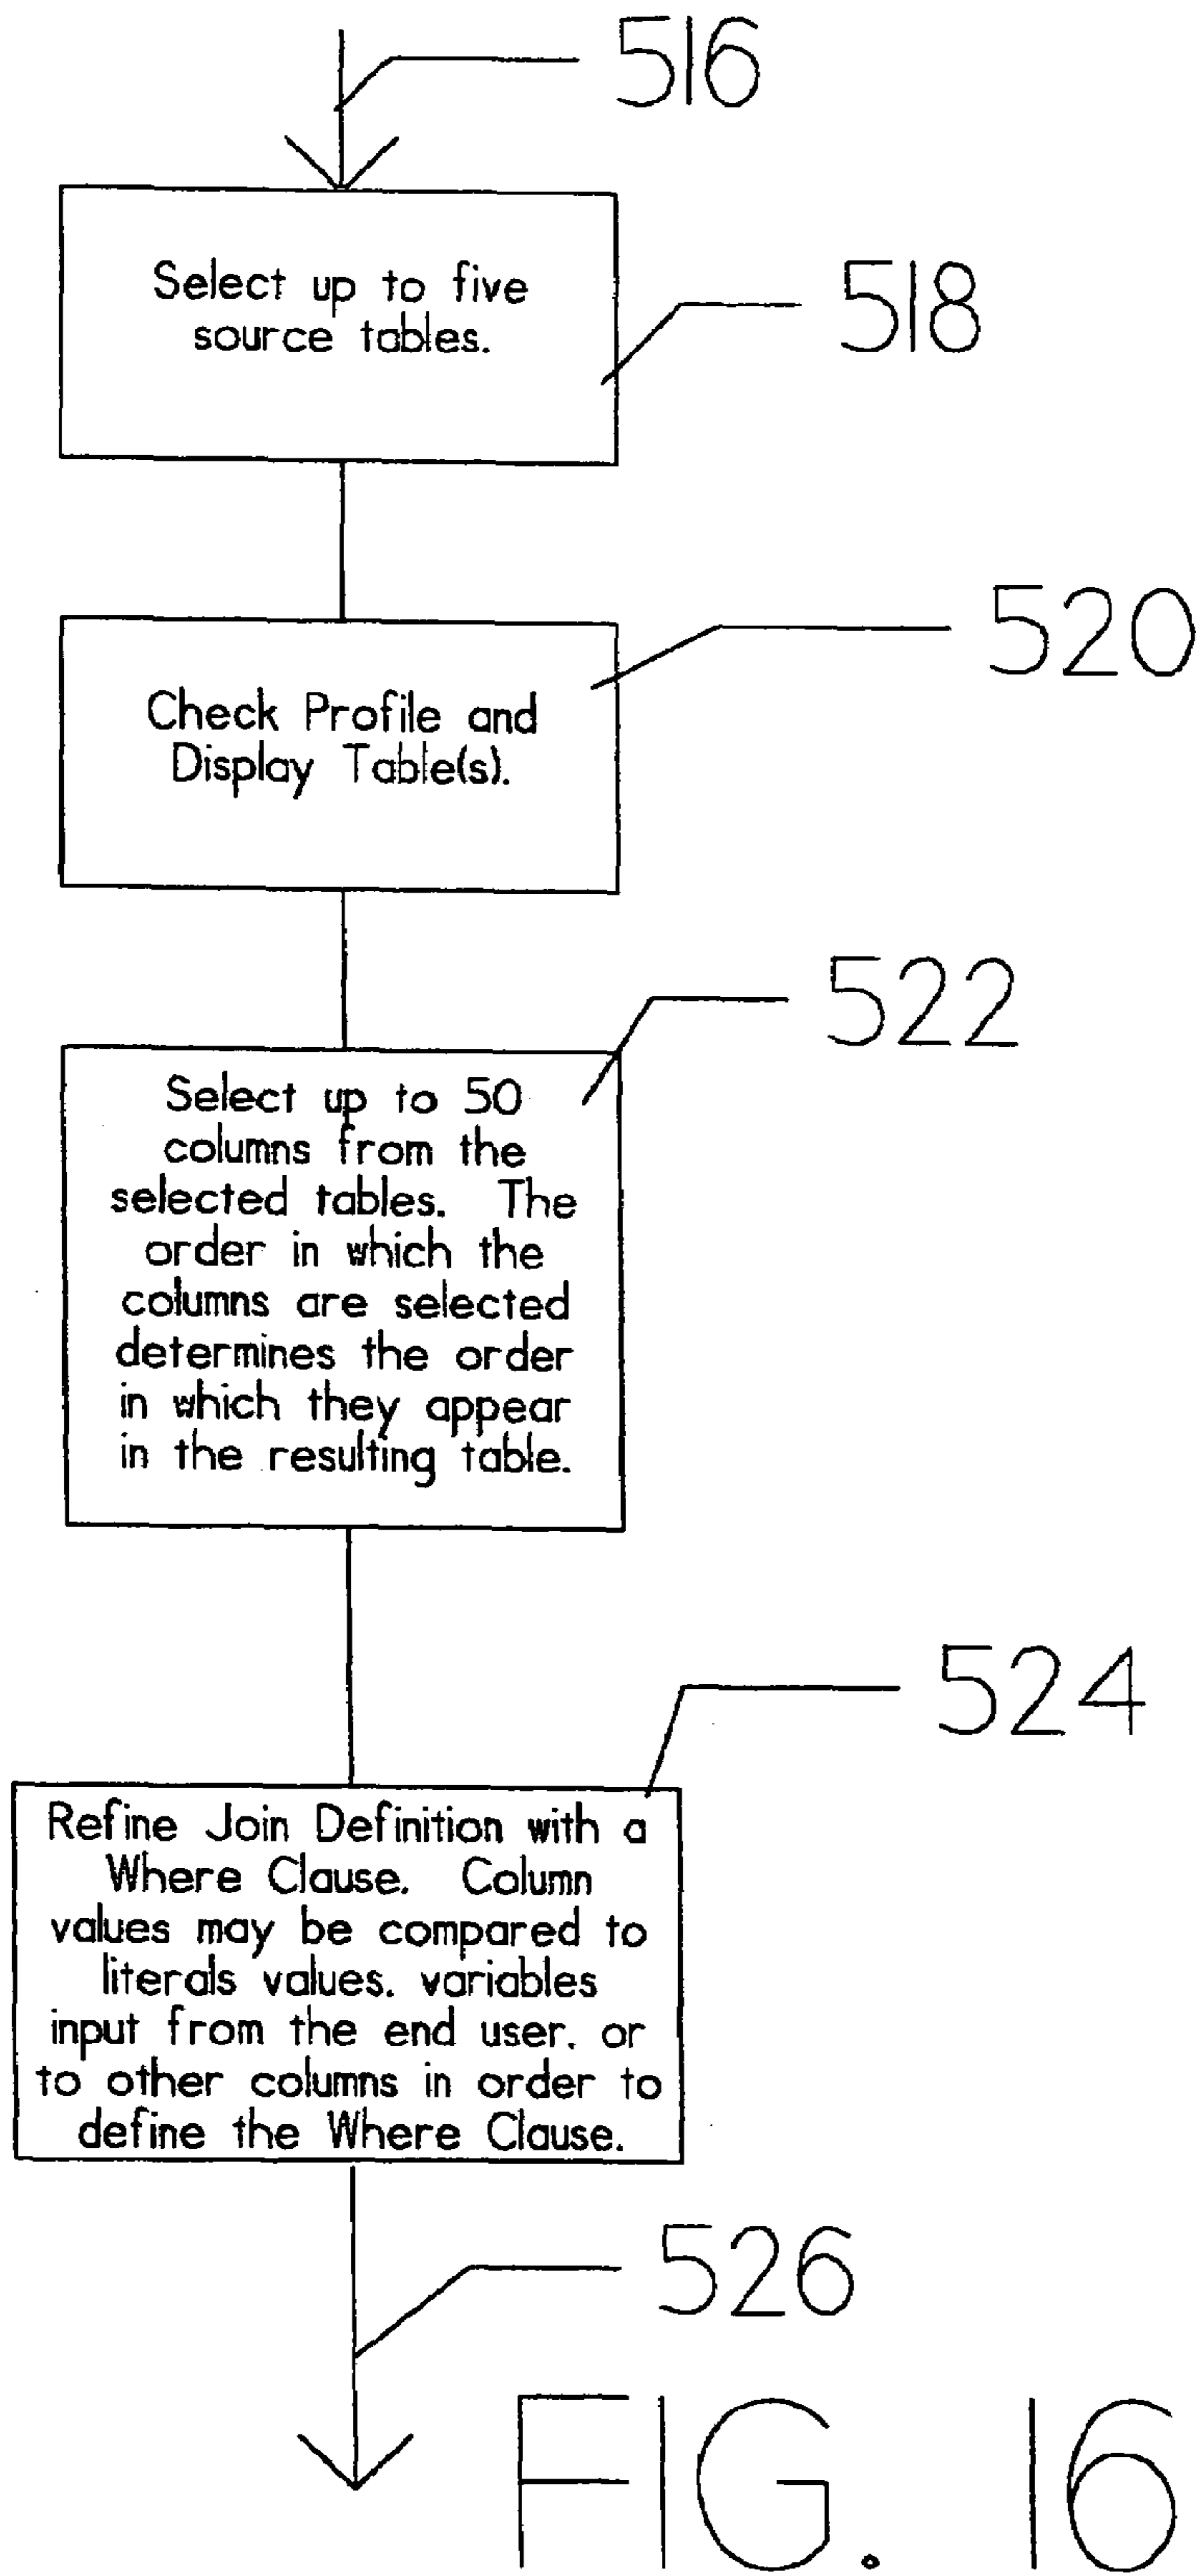 516
Select up to five
source tables.
518
Check Profile and
Display Table(s).
520
Select up to 50
columns from the
selected tables. The
order in which the
columns are selected
determines the order
in which they appear
in the resulting table.
522
Refine Join Definition with a
Where Clause. Column
values may be compared to
literals values. variables
input from the end user. or
to other columns in order to
define the Where Clause.
524
526
FIG. 16